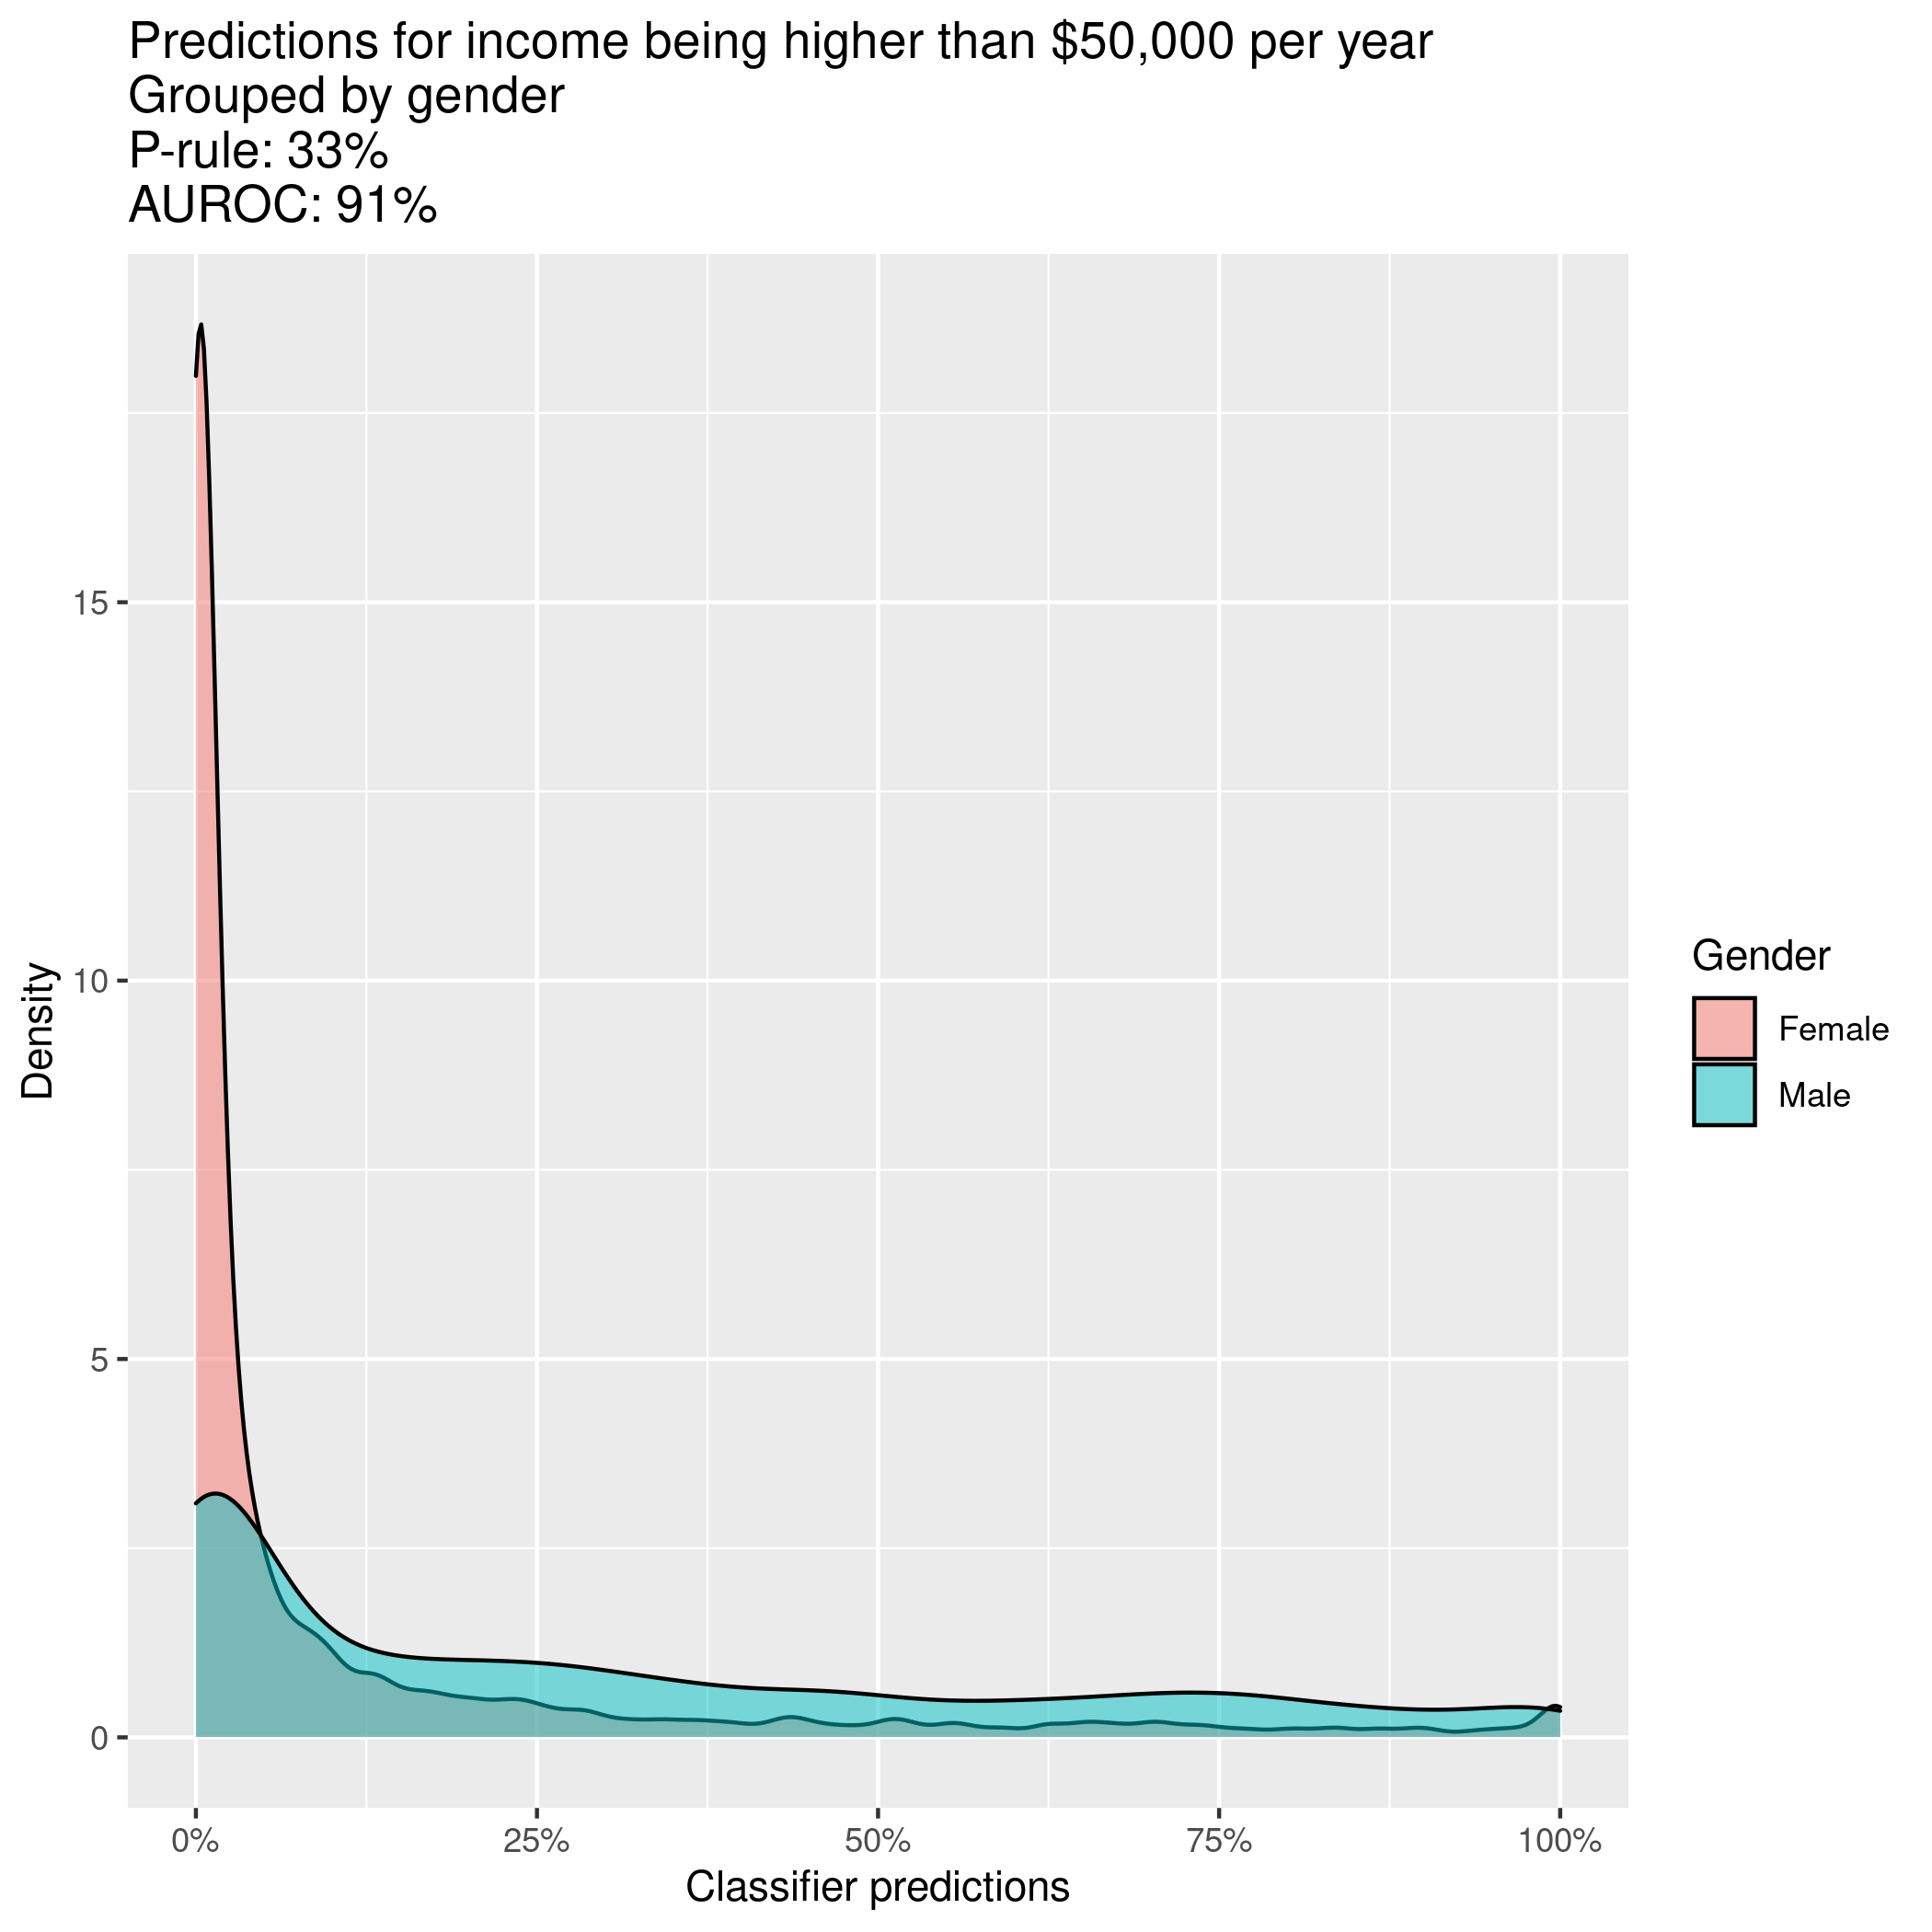 Predictions for income being higher than $50,000 per year
Grouped by gender
P-rule: 33%
AUROC: 91%
15
10
5
0
Density
0%
25%
50%
75%
100%
Classifier predictions
Gender
Female
Male